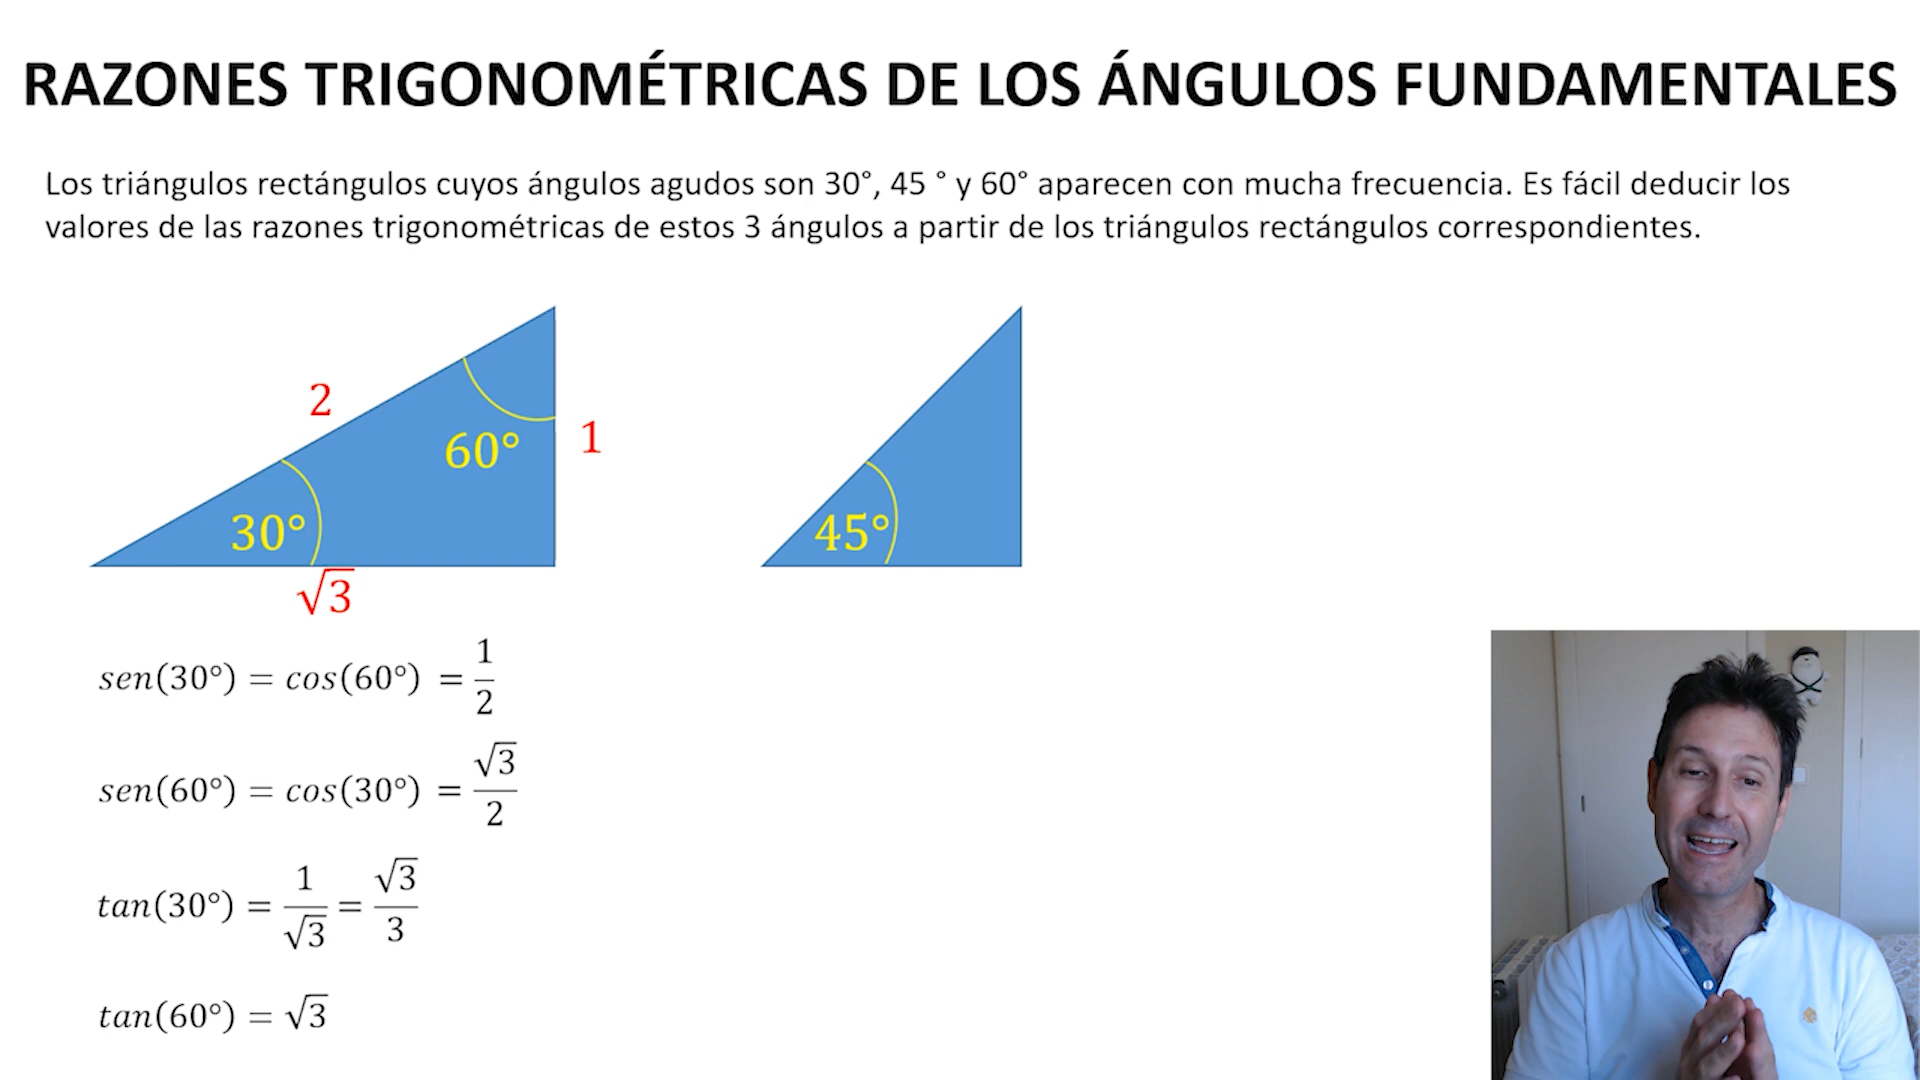 RAZONES TRIGONOMÉTRICAS DE LOS ÁNGULOS FUNDAMENTALES
Los triángulos rectángulos cuyos ángulos agudos son 30°, 45 ° y 60° aparecen con mucha frecuencia. Es fácil deducir los
valores de las razones trigonométricas de estos 3 ángulos a partir de los triángulos rectángulos correspondientes.
2
60°
1
30°
√3
45°
sen(30°) = cos(60°) = 1/2
sen(60°) = cos(30°) = √3/2
tan(30°) = 1/√3 = √3/3
tan(60°) = √3